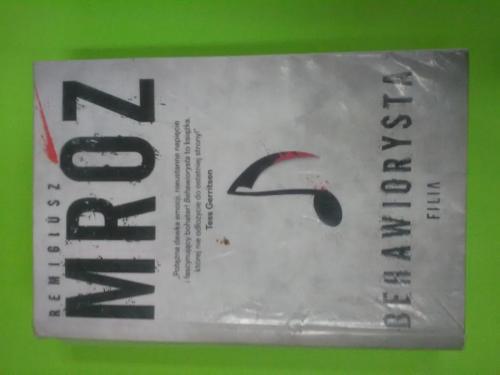 REMIGIUSZ
MRÓZ
„Potężna dawka emocji, nieustanne napięcie
i fascynujący bohater! Behawiorysta to książka,
której nie odłożycie do ostatniej strony!”
Tess Gerritsen
BEHAWIORYSTA
FILIA